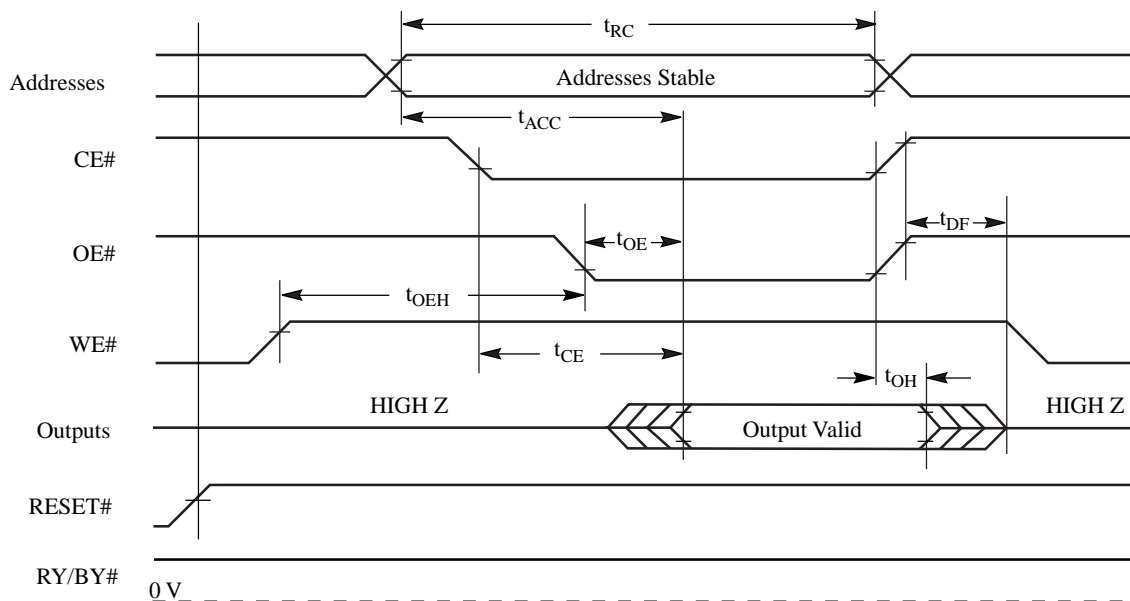 tRC
Addresses
Addresses Stable
tACC
CE#
tDF
OE#
tOE
tOEH
WE#
tCE
tOH
HIGH Z
HIGH Z
Outputs
Output Valid
RESET#
RY/BY#
0 V